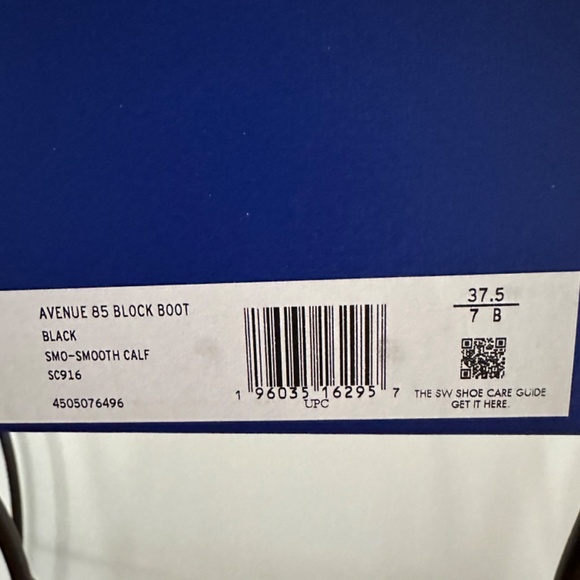 AVENUE 85 BLOCK BOOT
BLACK
SMO-SMOOTH CALF
SC916
4505076496
1 96035 16295 7
UPC
37.5
7 B
THE SW SHOE CARE GUIDE
GET IT HERE.